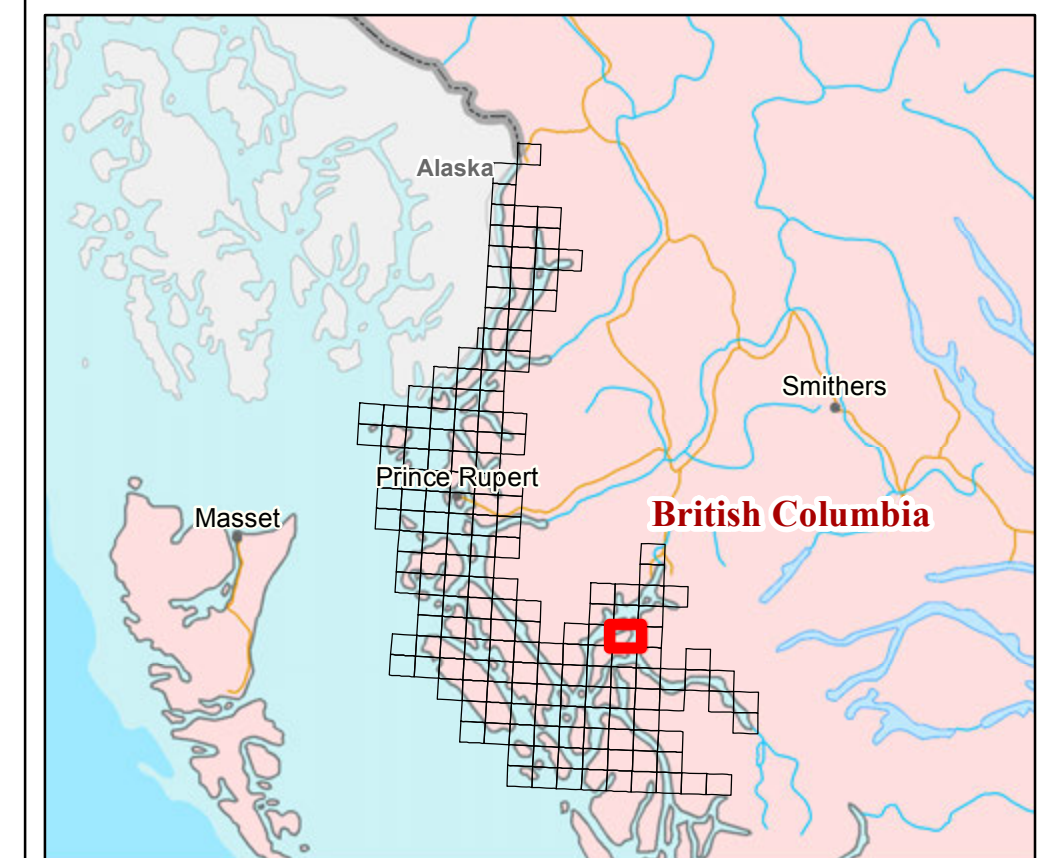 Alaska
Smithers
Prince Rupert
Masset
British Columbia